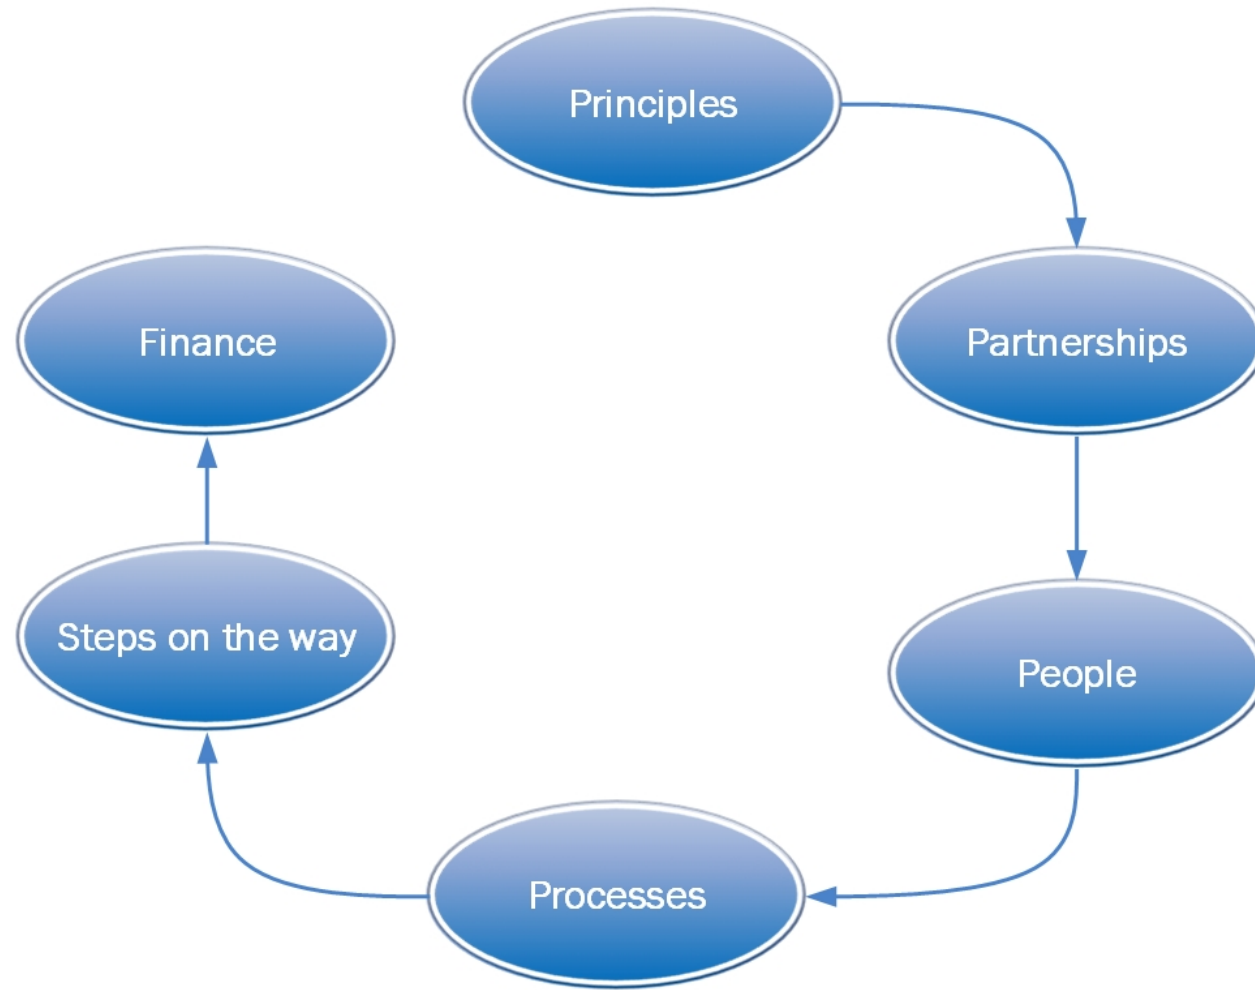 Principles
Partnerships
People
Processes
Steps on the way
Finance